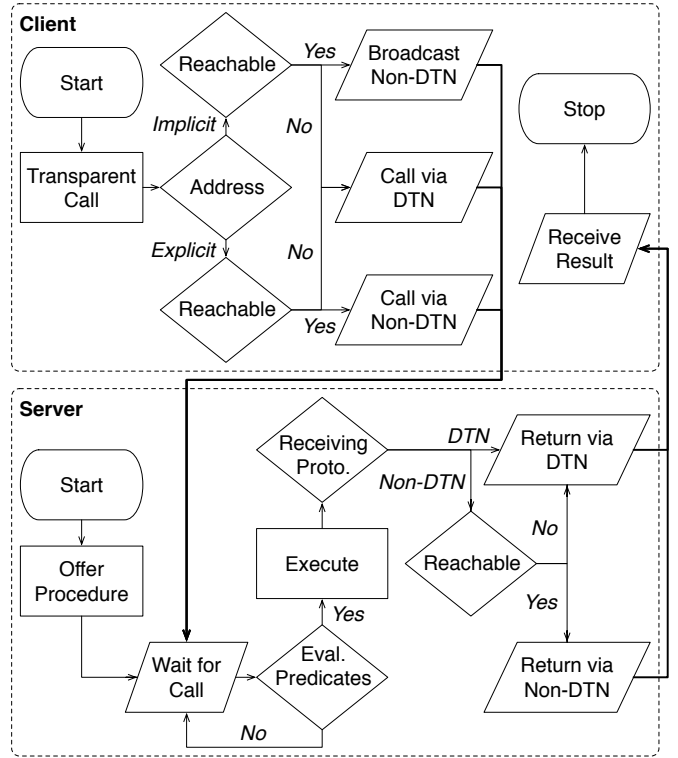 Client
Start
Transparent
Call
Reachable
Implicit
Address
Explicit
Reachable
Yes
No
No
Yes
Broadcast
Non-DTN
Call via
DTN
Call via
Non-DTN
Stop
Receive
Result
Server
Start
Offer
Procedure
Wait for
Call
Eval.
Predicates
No
Yes
Execute
Receiving
Proto.
DTN
Non-DTN
Reachable
No
Yes
Return via
DTN
Return via
Non-DTN